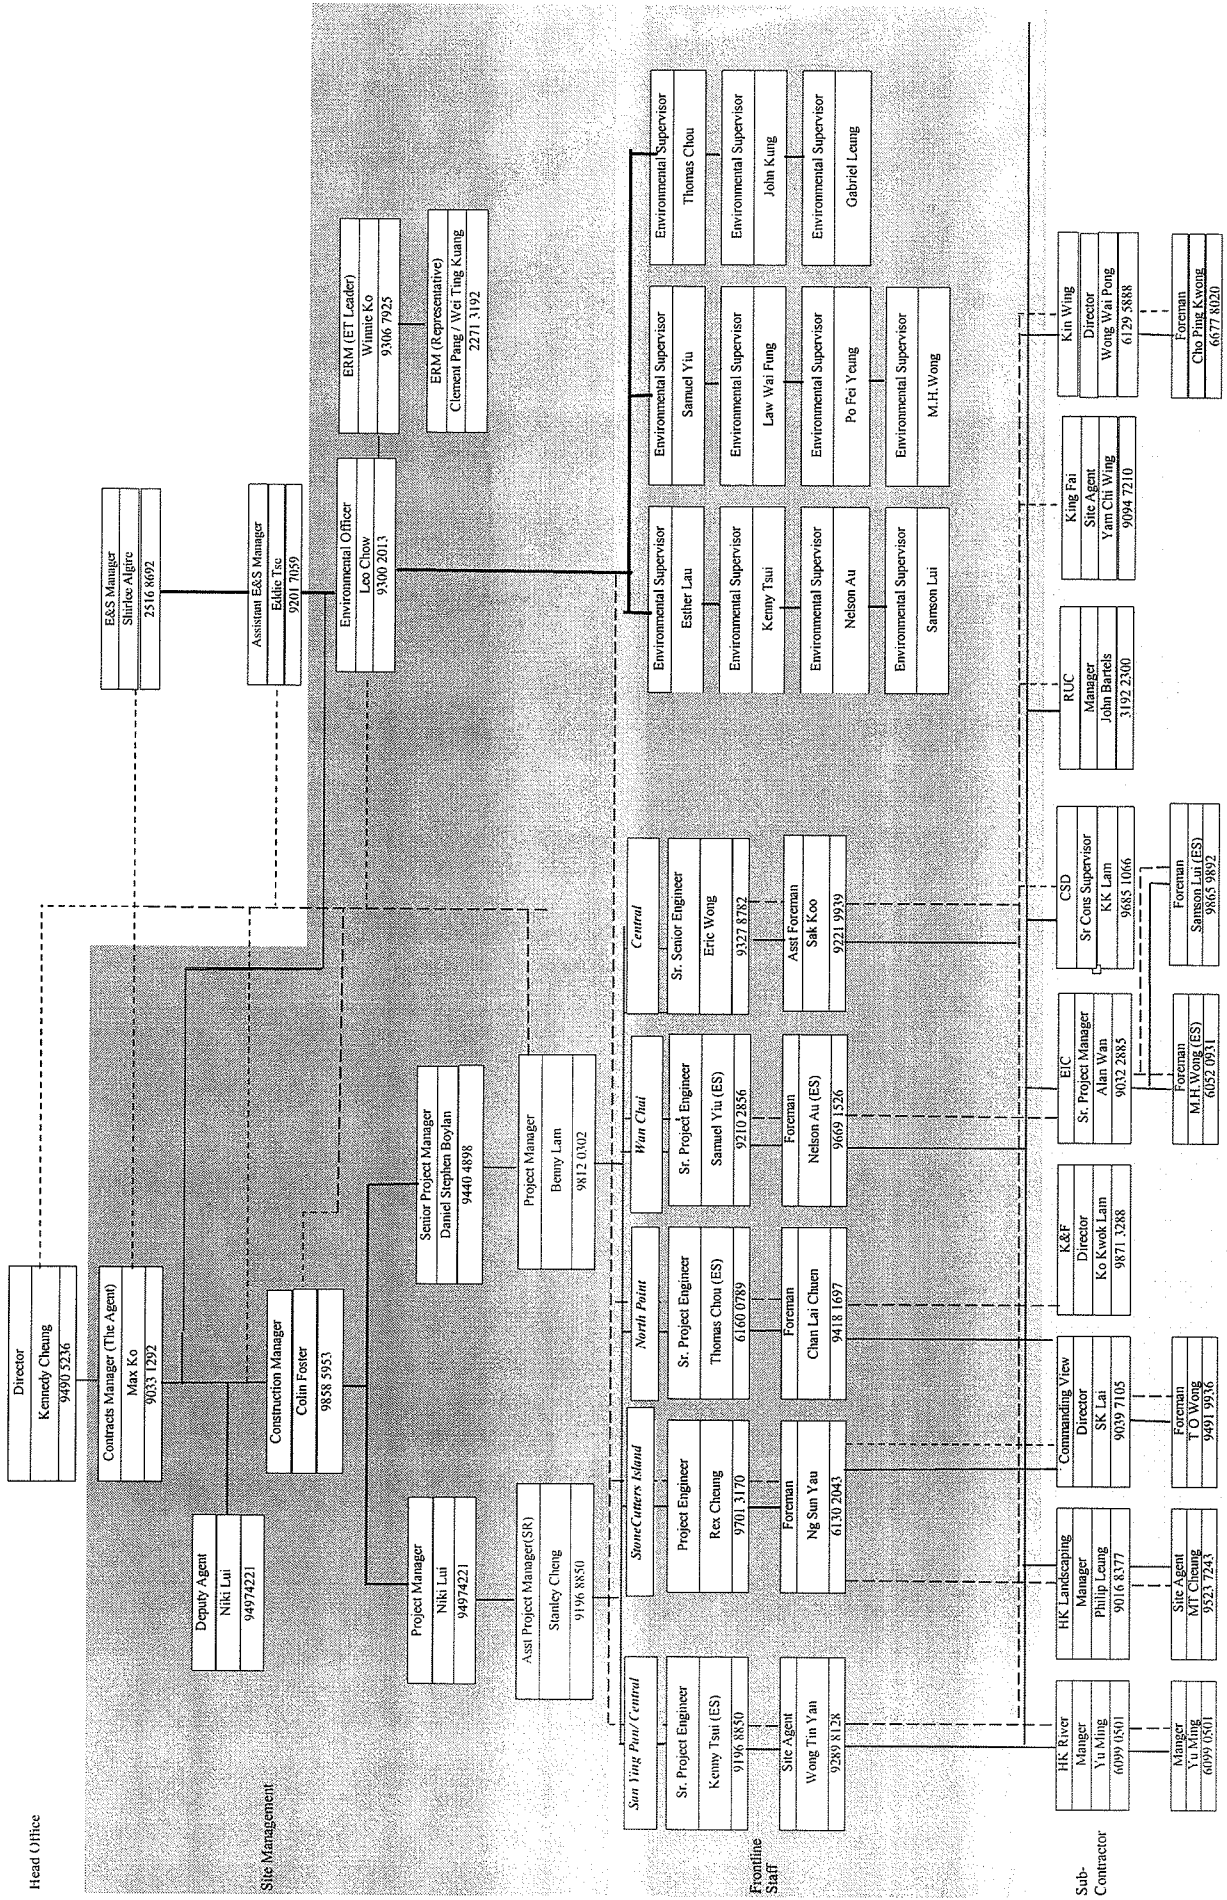 Head Office
Director
Kennedy Cheung
9490 5236
Contracts Manager (The Agent)
Max Ko
9033 1292
E&S Manager
Shirlee Algire
2516 8692
Site Management
Deputy Agent
Niki Lui
94974221
Assistant E&S Manager
Eddie Tse
9201 7059
Construction Manager
Colin Foster
9858 5953
Environmental Officer
Leo Chow
9300 2013
ERM (ET Leader)
Winnie Ko
9306 7925
Project Manager
Niki Lui
94974221
Senior Project Manager
Daniel Stephen Boylan
9440 4898
ERM (Representative)
Clement Pang / Wei Ting Kuang
2271 3192
Asst Project Manager(SR)
Stanley Cheng
9196 8850
Project Manager
Benny Lam
9812 0302
Frontline
Staff
San Ying Pun/ Central
Sr. Project Engineer
Kenny Tsui (ES)
9196 8850
Site Agent
Wong Tin Yan
9289 8128
StoneCutters Island
Project Engineer
Rex Cheung
9701 3170
Foreman
Ng Sun Yau
6130 2043
North Point
Sr. Project Engineer
Thomas Chou (ES)
6160 0789
Foreman
Chan Lai Chuen
9418 1697
Wan Chai
Sr. Project Engineer
Samuel Yiu (ES)
9210 2856
Foreman
Nelson Au (ES)
9669 1526
Central
Sr. Senior Engineer
Eric Wong
9327 8782
Asst Foreman
Sak Koo
9221 9939
Environmental Supervisor
Esther Lau
Environmental Supervisor
Kenny Tsui
Environmental Supervisor
Nelson Au
Environmental Supervisor
Samson Lui
Environmental Supervisor
Samuel Yiu
Environmental Supervisor
Law Wai Fung
Environmental Supervisor
Po Fei Yeung
Environmental Supervisor
M.H.Wong
Environmental Supervisor
Thomas Chou
Environmental Supervisor
John Kung
Environmental Supervisor
Gabriel Leung
Sub-
Contractor
HK River
Manger
Yu Ming
6099 0501
Manger
Yu Ming
6099 0501
HK Landscaping
Manager
Philip Leung
9016 8377
Site Agent
MT Cheung
9523 7243
Commanding View
Director
SK Lai
9039 7105
Foreman
T O Wong
9491 9936
K&F
Director
Ko Kwok Lam
9871 3288
EIC
Sr. Project Manager
Alan Wan
9032 2885
Foreman
M.H.Wong (ES)
6052 0931
CSD
Sr Cons Supervisor
KK Lam
9685 1066
Foreman
Samson Lui (ES)
9865 9892
RUC
Manager
John Bartels
3192 2300
King Fai
Site Agent
Yam Chi Wing
9094 7210
Kin Wing
Director
Wong Wai Pong
6129 5888
Foreman
Cho Ping Kwong
6677 8020